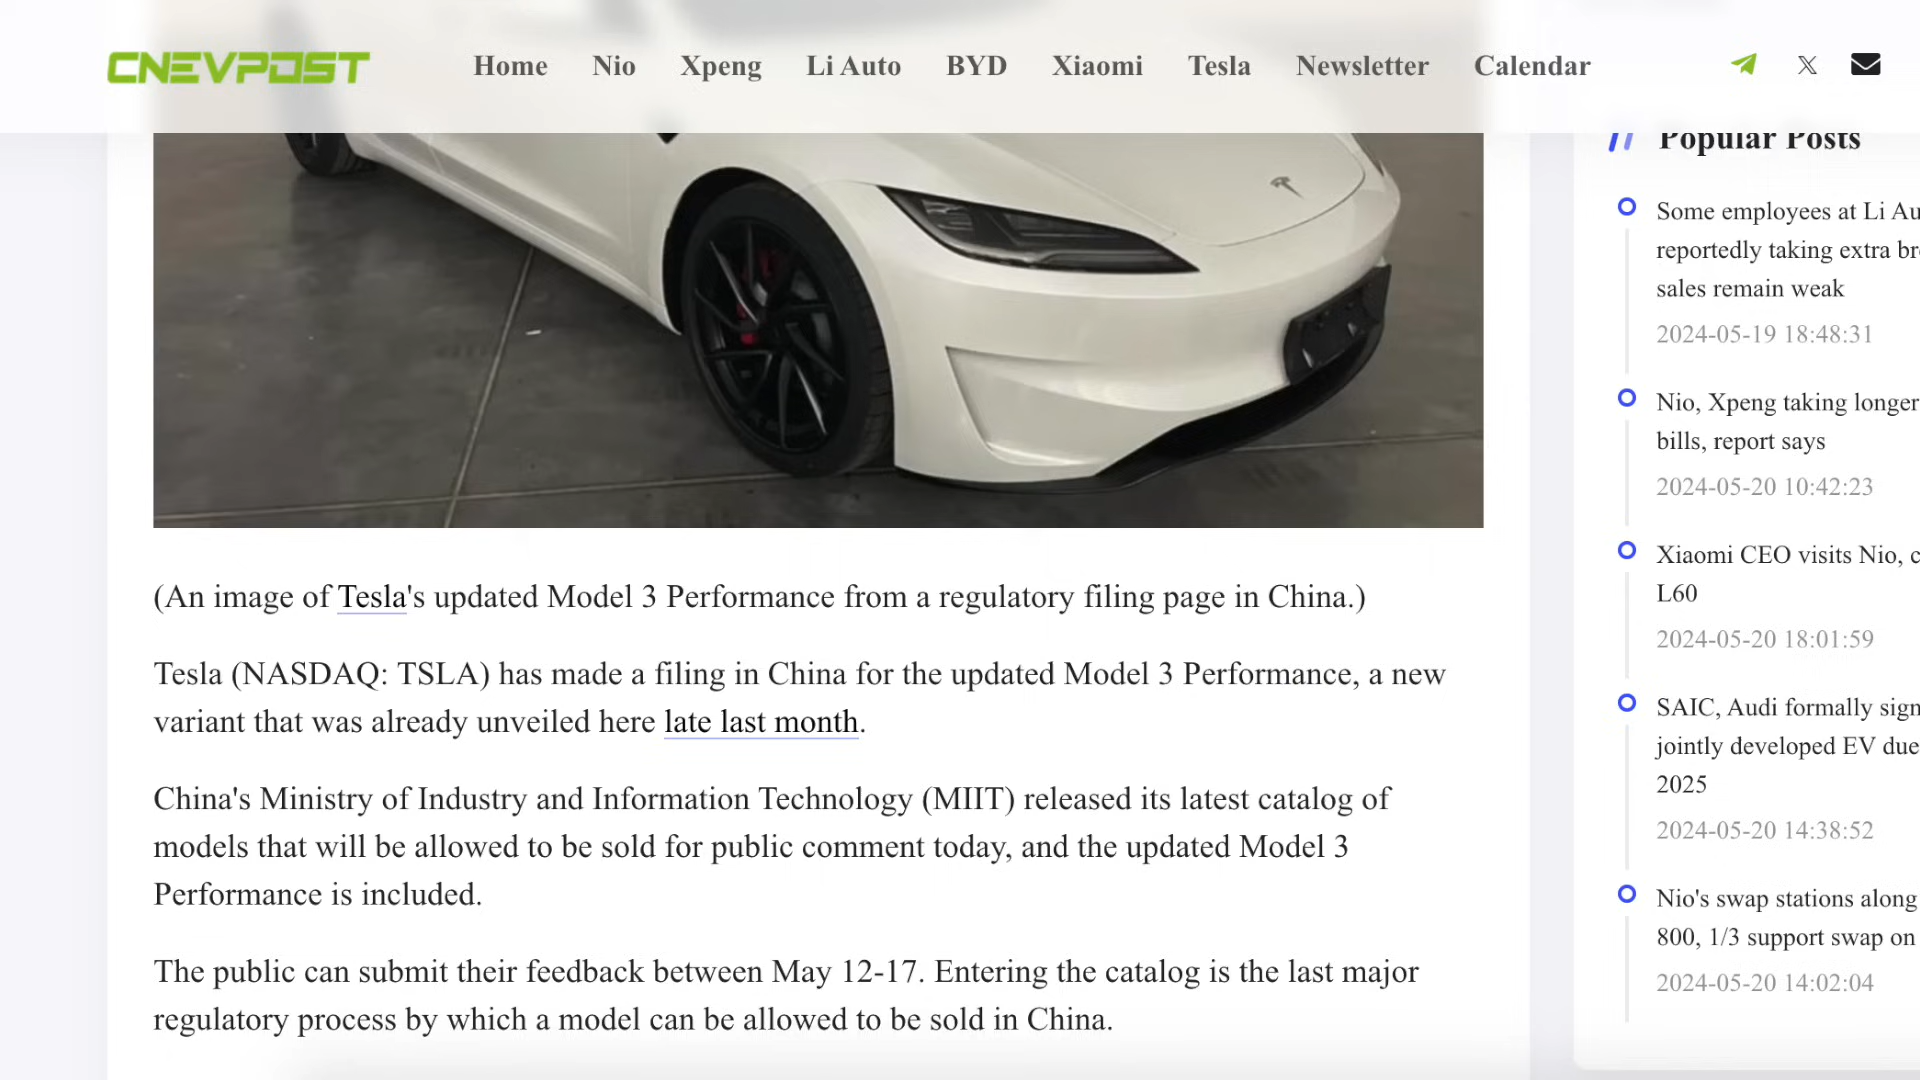 CNEVPOST
Home Nio Xpeng Li Auto BYD Xiaomi Tesla Newsletter Calendar
(An image of Tesla's updated Model 3 Performance from a regulatory filing page in China.)
Tesla (NASDAQ: TSLA) has made a filing in China for the updated Model 3 Performance, a new
variant that was already unveiled here late last month.
China's Ministry of Industry and Information Technology (MIIT) released its latest catalog of
models that will be allowed to be sold for public comment today, and the updated Model 3
Performance is included.
The public can submit their feedback between May 12-17. Entering the catalog is the last major
regulatory process by which a model can be allowed to be sold in China.
Popular Posts
Some employees at Li
reportedly taking extra
sales remain weak
2024-05-19 18:48:31
Nio, Xpeng taking longer
bills, report says
2024-05-20 10:42:23
Xiaomi CEO visits Nio,
L60
2024-05-20 18:01:59
SAIC, Audi formally
jointly developed EV due
2025
2024-05-20 14:38:52
Nio's swap stations along
800, 1/3 support swap on
2024-05-20 14:02:04